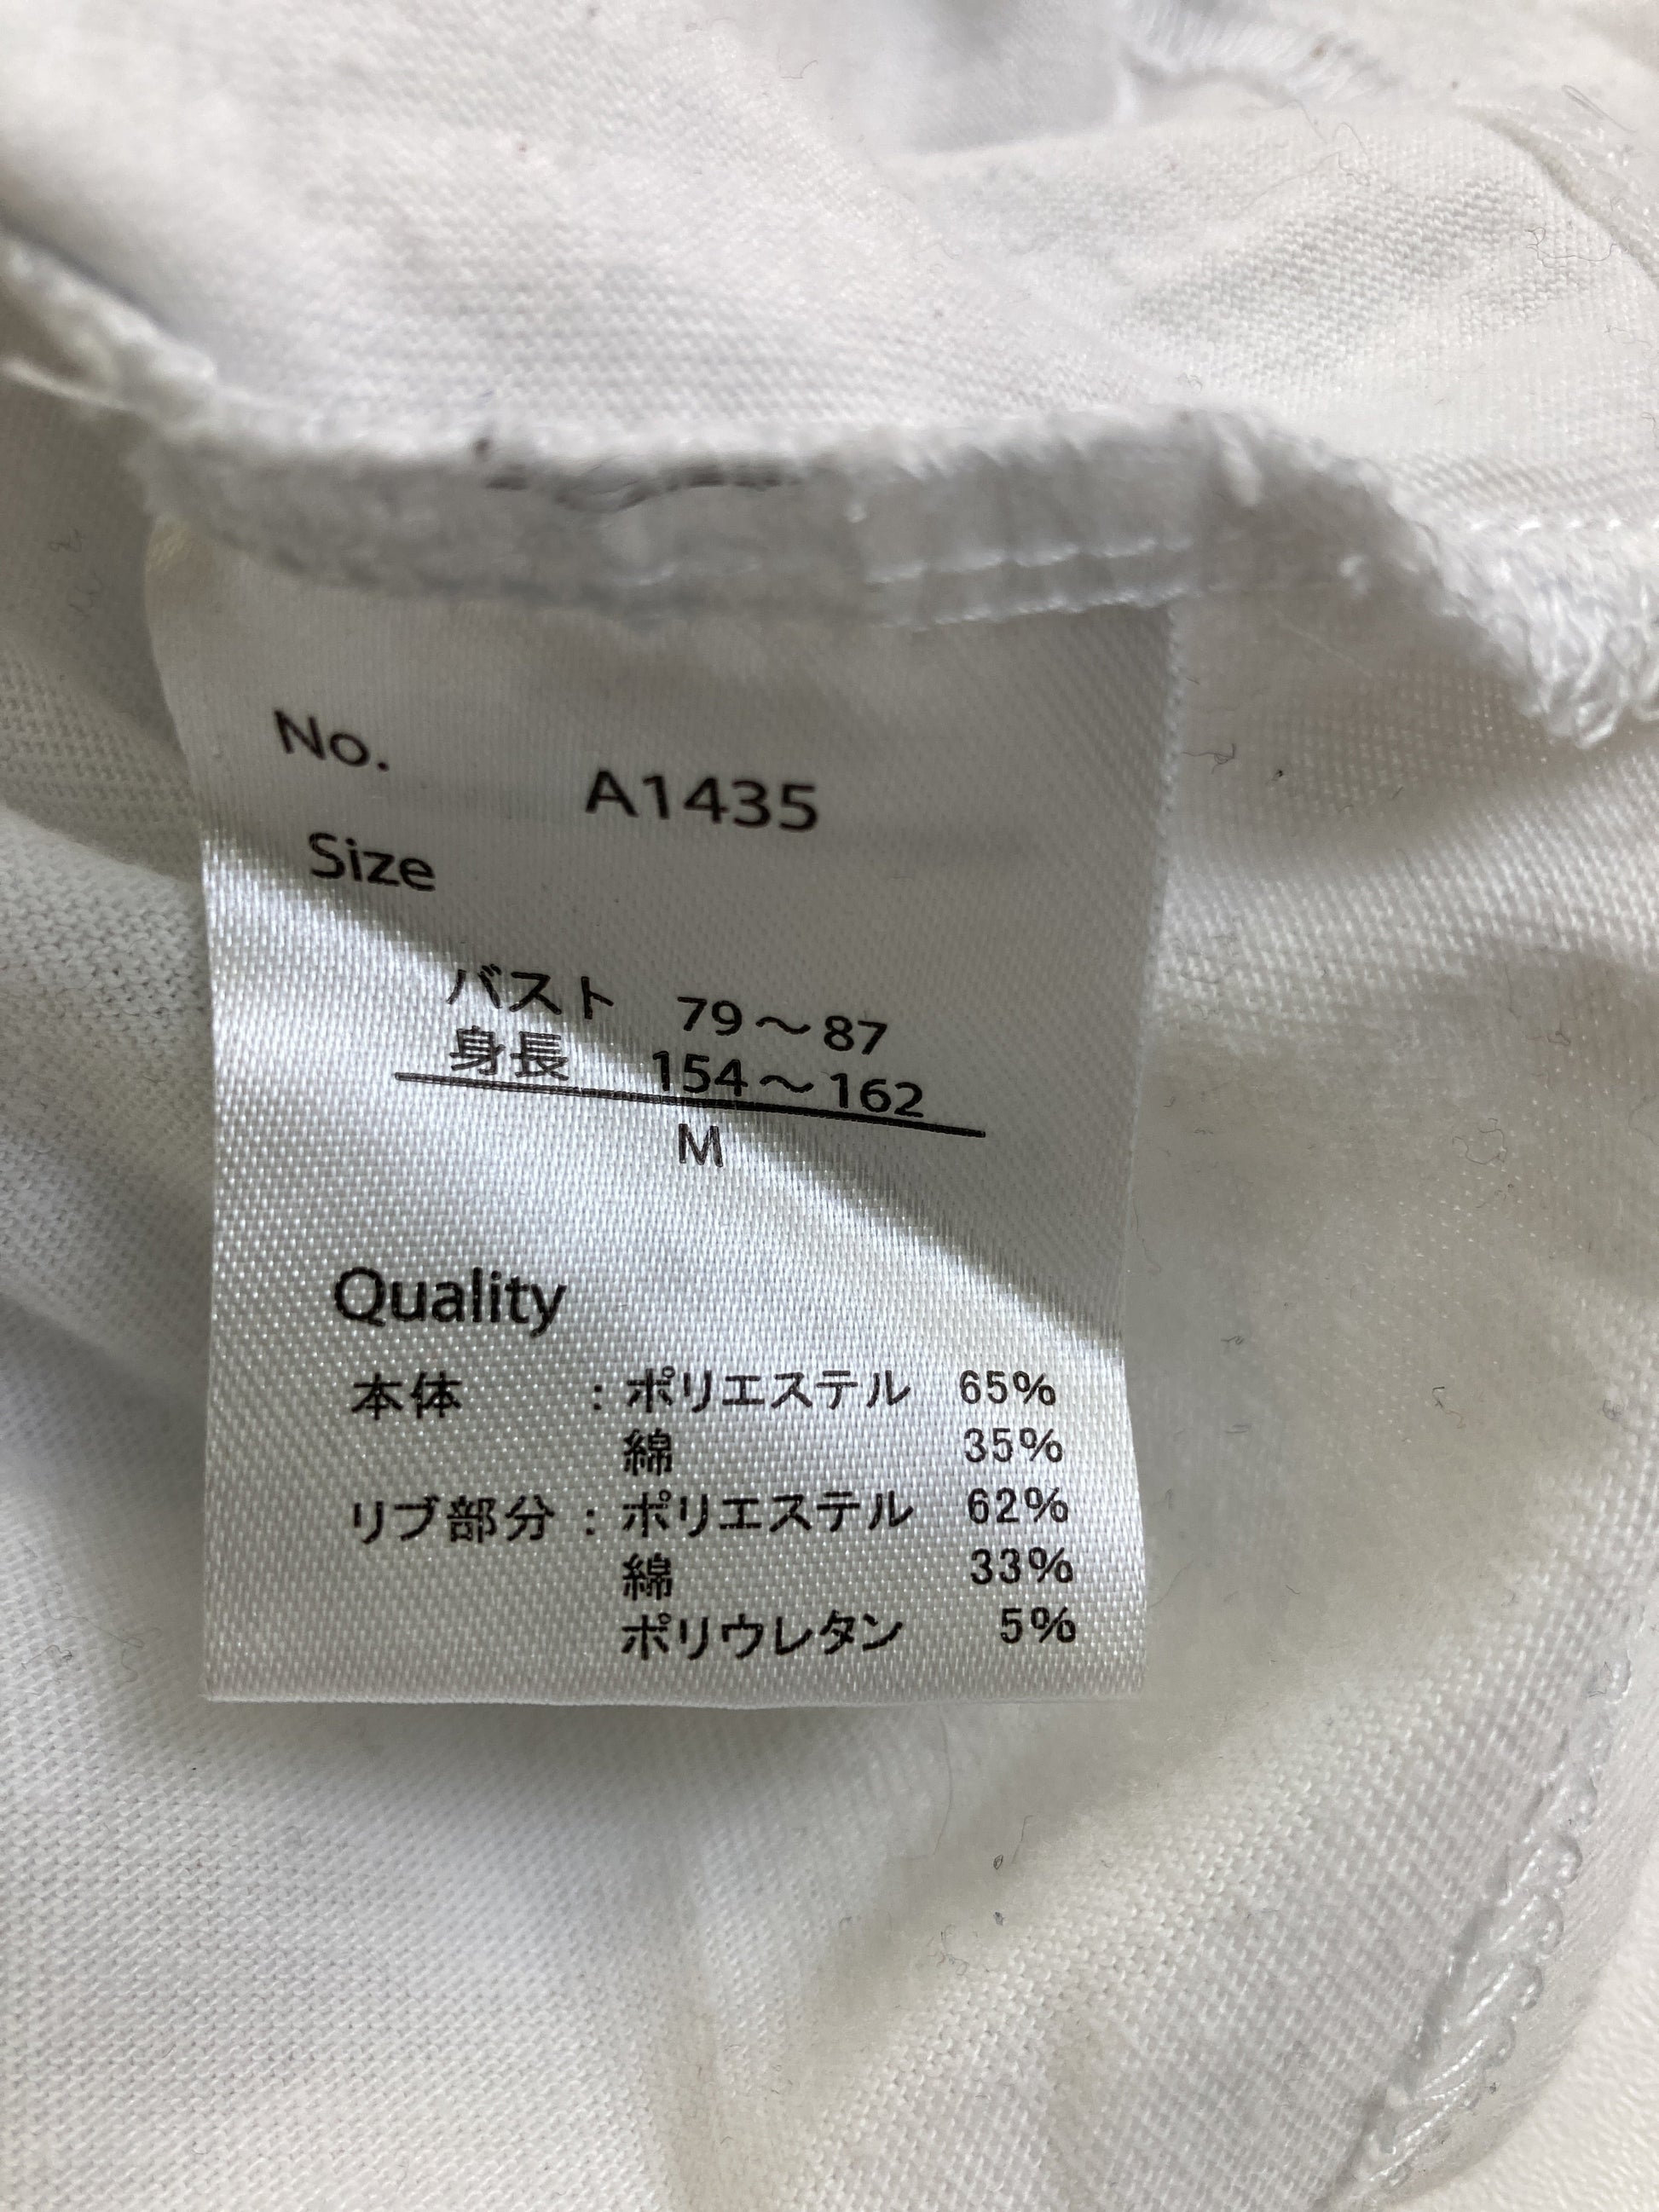 No.
A1435
Size
バスト 79～87
身長 154～162
M
Quality
本体 : ポリエステル 65%
綿 35%
リブ部分 : ポリエステル 62%
綿 33%
ポリウレタン 5%